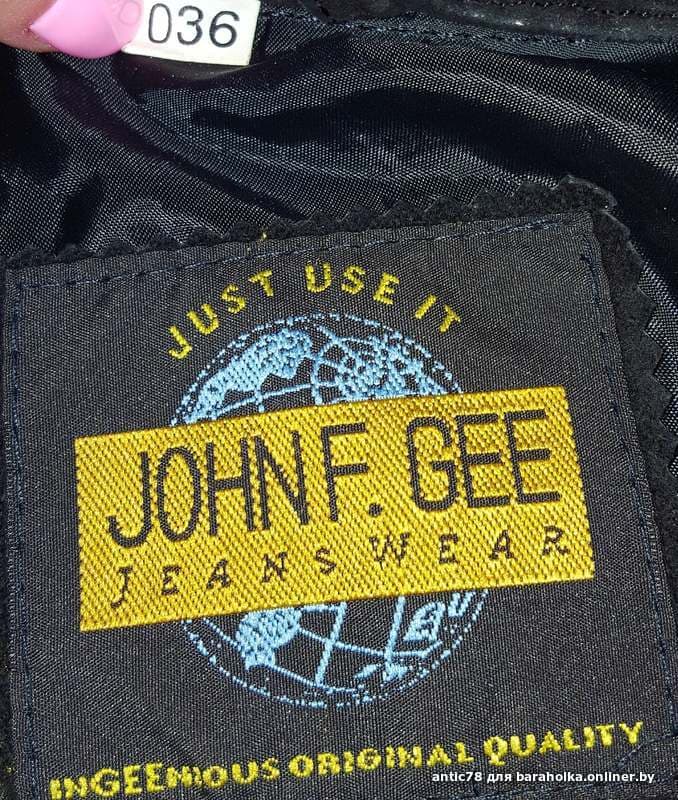 036
JUST USE IT
JOHN F. GEE
JEANSWEAR
INGEEnIOUS ORIGINAL QUALITY
antic78 для baraholka.onliner.by